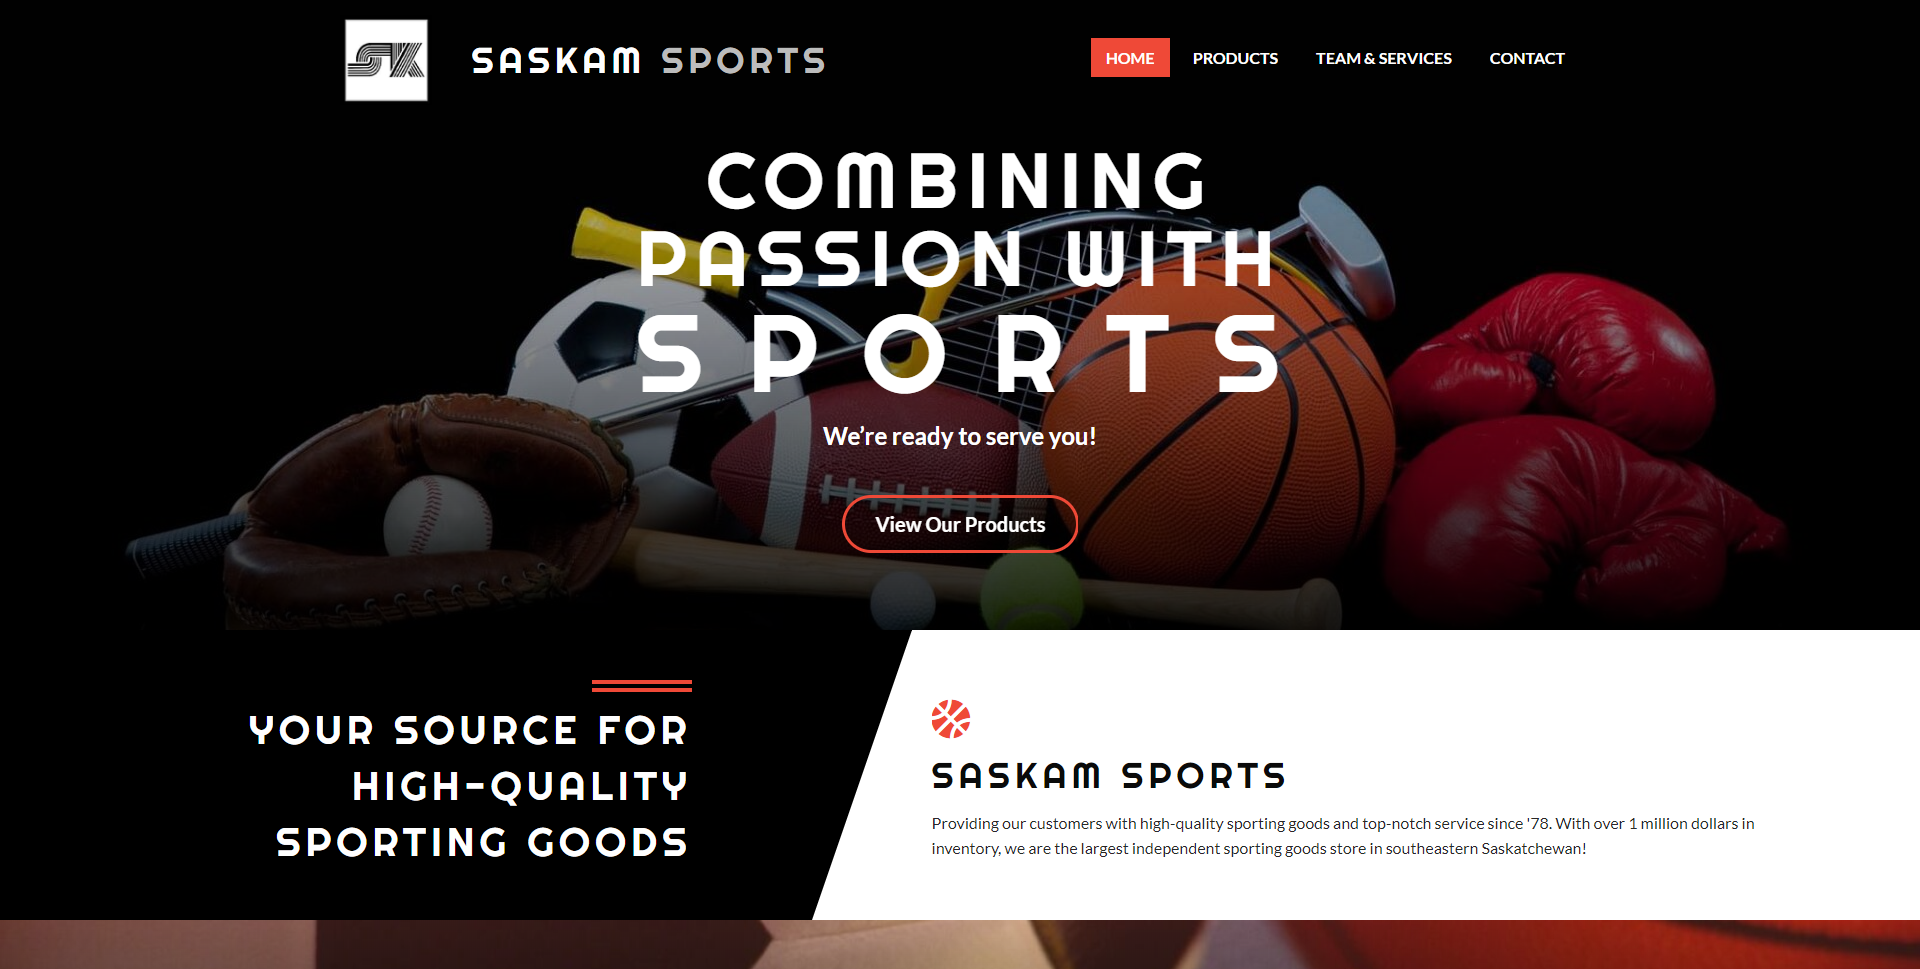 SK
SASKAM SPORTS
HOME
PRODUCTS
TEAM & SERVICES
CONTACT
COMBINING
PASSION WITH
SPORTS
We’re ready to serve you!
View Our Products
YOUR SOURCE FOR
HIGH-QUALITY
SPORTING GOODS
SASKAM SPORTS
Providing our customers with high-quality sporting goods and top-notch service since '78. With over 1 million dollars in
inventory, we are the largest independent sporting goods store in southeastern Saskatchewan!